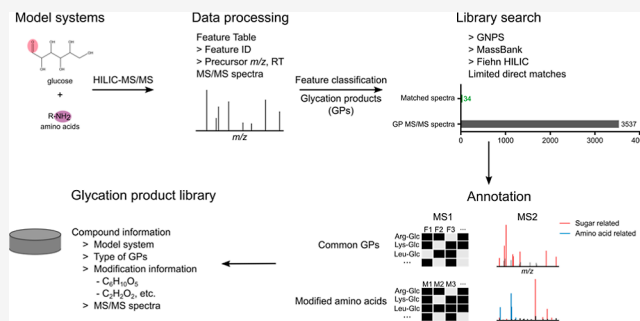 Model systems
OH
OH
OH
OH
OH
glucose
+
R-NH2
amino acids
HILIC-MS/MS
Data processing
Feature Table
> Feature ID
> Precursor m/z, RT
MS/MS spectra
m/z
Feature classification
Glycation products
(GPs)
Library search
> GNPS
> MassBank
> Fiehn HILIC
Limited direct matches
Matched spectra
34
GP MS/MS spectra
3537
0
1000
2000
3000
Annotation
MS1
MS2
F1 F2 F3 ...
Common GPs
Arg-Glc
Lys-Glc
Leu-Glc
...
Sugar related
Amino acid related
m/z
M1 M2 M3 ...
Modified amino acids
Arg-Glc
Lys-Glc
Leu-Glc
...
Glycation product library
Compound information
> Model system
> Type of GPs
> Modification information
- C6H10O5
- C2H2O2, etc.
> MS/MS spectra